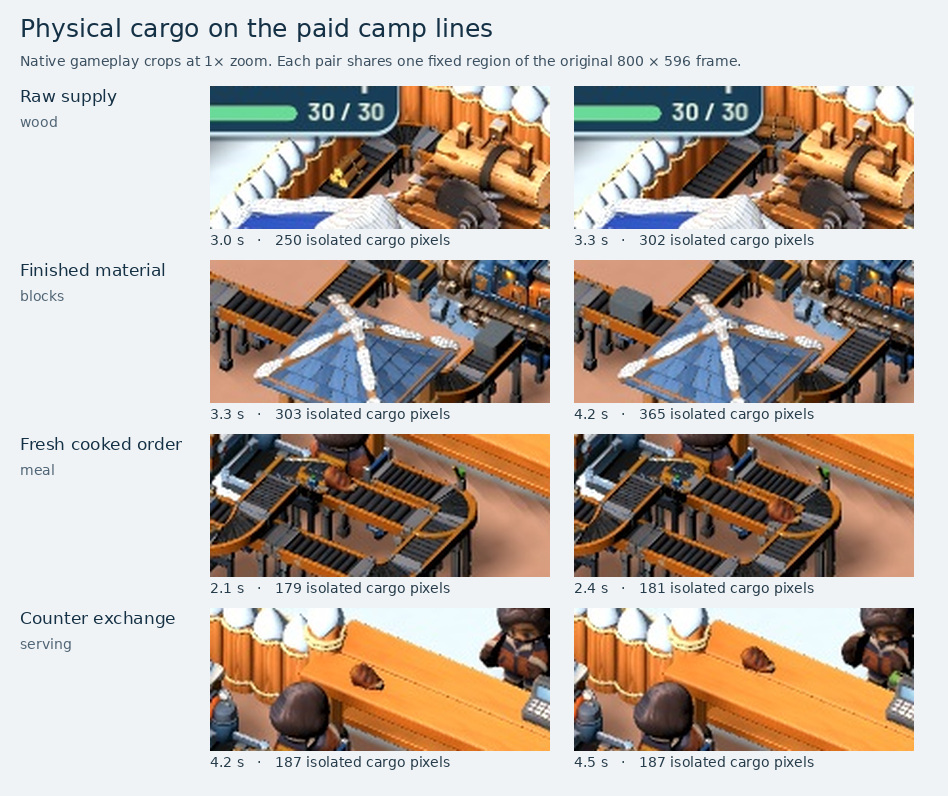 Physical cargo on the paid camp lines
Native gameplay crops at 1× zoom. Each pair shares one fixed region of the original 800 × 596 frame.
Raw supply
wood
30 / 30
30 / 30
3.0 s · 250 isolated cargo pixels
3.3 s · 302 isolated cargo pixels
Finished material
blocks
3.3 s · 303 isolated cargo pixels
4.2 s · 365 isolated cargo pixels
Fresh cooked order
meal
2.1 s · 179 isolated cargo pixels
2.4 s · 181 isolated cargo pixels
Counter exchange
serving
4.2 s · 187 isolated cargo pixels
4.5 s · 187 isolated cargo pixels